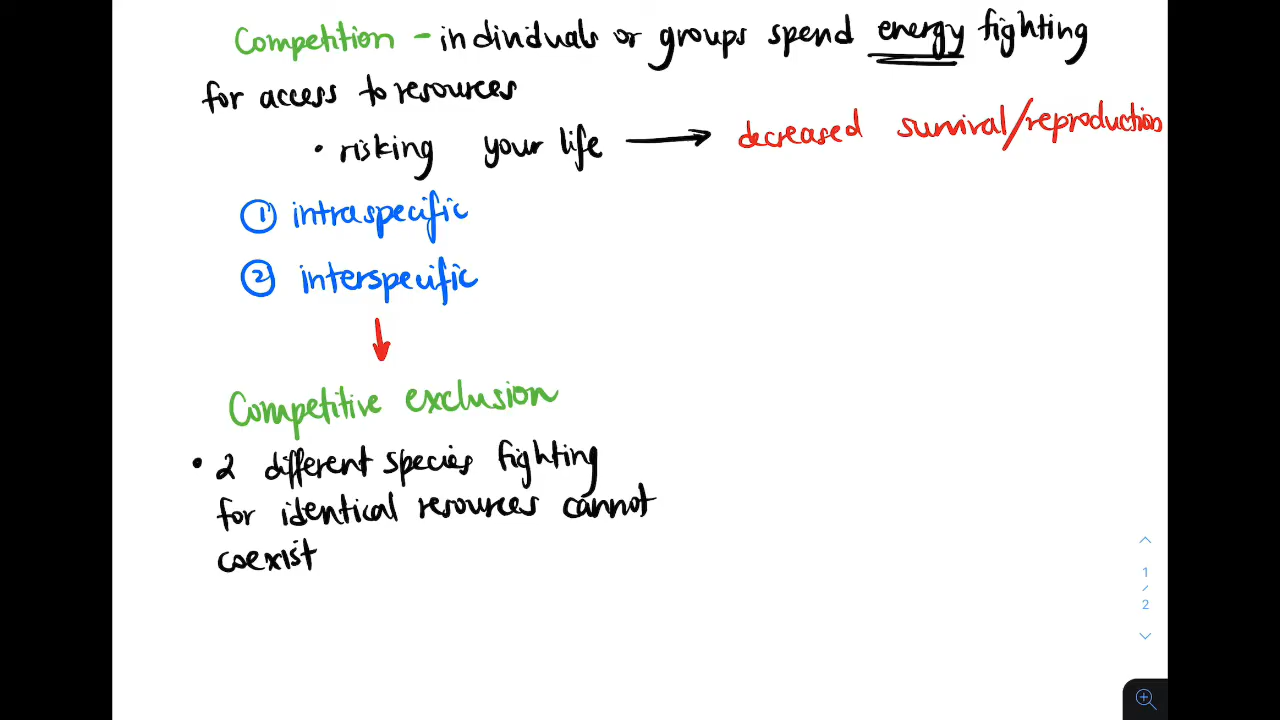 Competition - individuals or groups spend energy fighting
for access to resources
• risking your life → decreased survival/reproduction
① intraspecific
② interspecific
↓
Competitive exclusion
• 2 different species fighting
for identical resources cannot
coexist
1
/
2